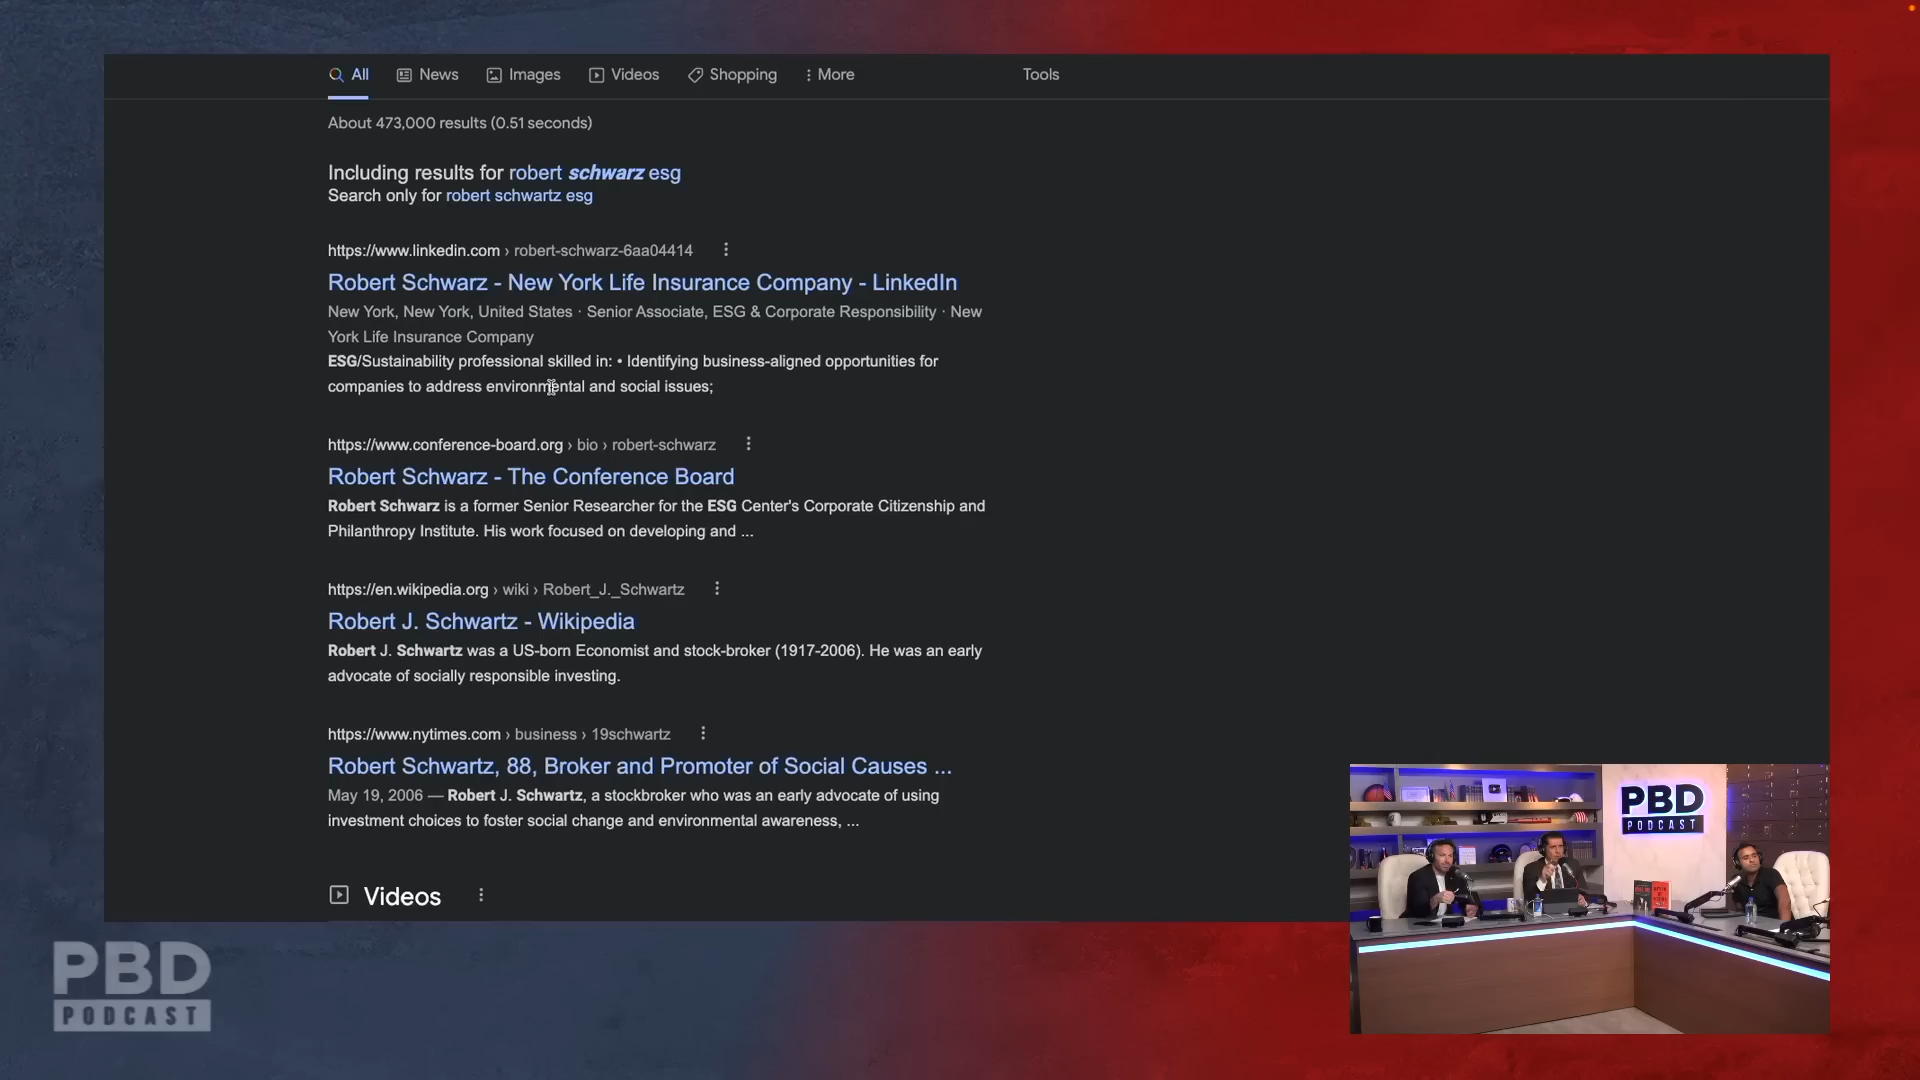 All News Images Videos Shopping More Tools
About 473,000 results (0.51 seconds)
Including results for robert schwarz esg
Search only for robert schwartz esg
https://www.linkedin.com › robert-schwarz-6aa04414
Robert Schwarz - New York Life Insurance Company - LinkedIn
New York, New York, United States · Senior Associate, ESG & Corporate Responsibility · New
York Life Insurance Company
ESG/Sustainability professional skilled in: • Identifying business-aligned opportunities for
companies to address environmental and social issues;
https://www.conference-board.org › bio › robert-schwarz
Robert Schwarz - The Conference Board
Robert Schwarz is a former Senior Researcher for the ESG Center's Corporate Citizenship and
Philanthropy Institute. His work focused on developing and ...
https://en.wikipedia.org › wiki › Robert_J._Schwartz
Robert J. Schwartz - Wikipedia
Robert J. Schwartz was a US-born Economist and stock-broker (1917-2006). He was an early
advocate of socially responsible investing.
https://www.nytimes.com › business › 19schwartz
Robert Schwartz, 88, Broker and Promoter of Social Causes ...
May 19, 2006 — Robert J. Schwartz, a stockbroker who was an early advocate of using
investment choices to foster social change and environmental awareness, ...
Videos
PBD
PODCAST
PBD
PODCAST